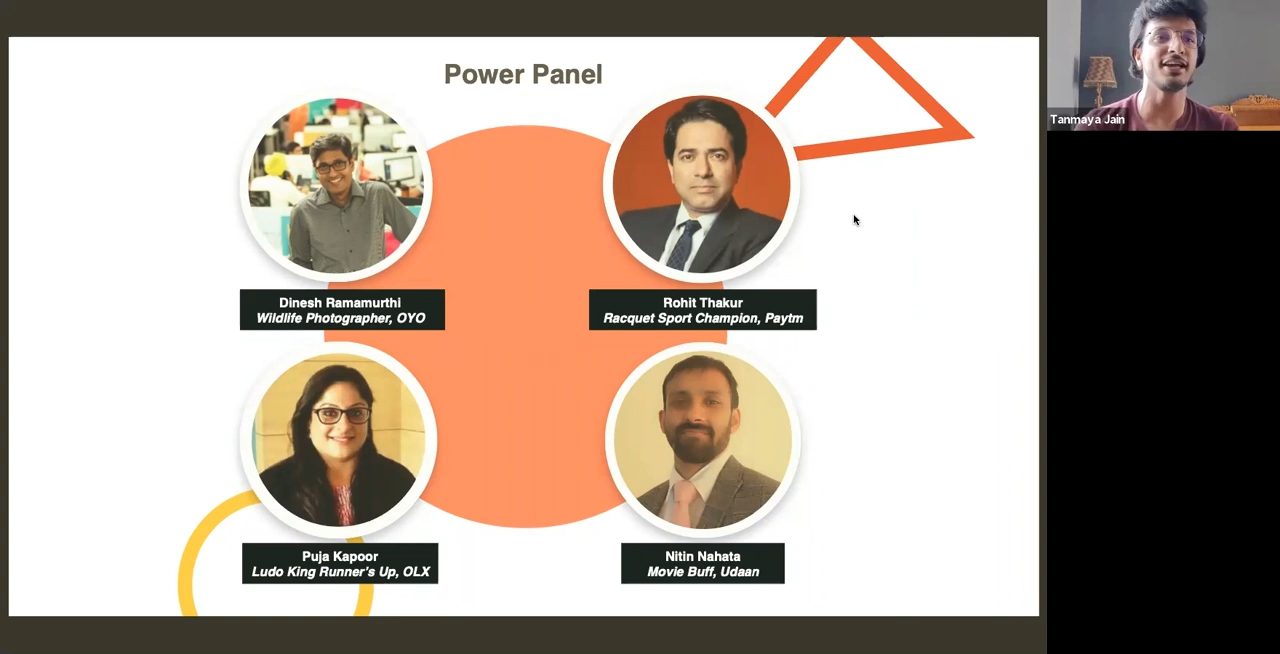 Power Panel
Tanmaya Jain
Dinesh Ramamurthi
Wildlife Photographer, OYO
Rohit Thakur
Racquet Sport Champion, Paytm
Puja Kapoor
Ludo King Runner's Up, OLX
Nitin Nahata
Movie Buff, Udaan